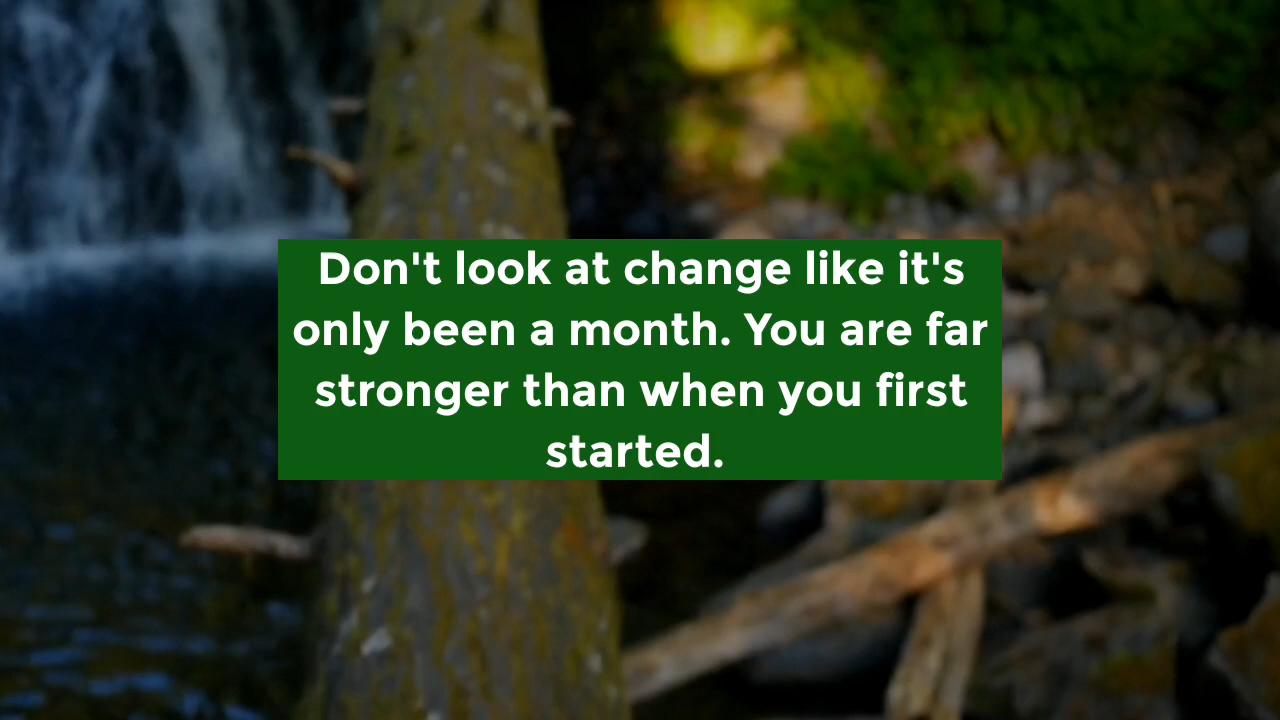 Don't look at change like it's
only been a month. You are far
stronger than when you first
started.